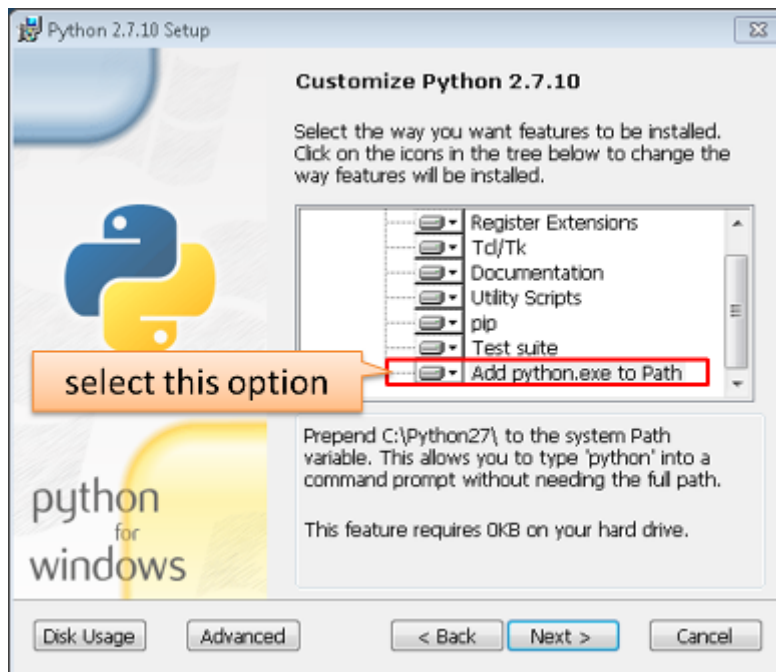 Python 2.7.10 Setup
Customize Python 2.7.10
Select the way you want features to be installed.
Click on the icons in the tree below to change the
way features will be installed.
Register Extensions
Tcl/Tk
Documentation
Utility Scripts
pip
Test suite
select this option
Add python.exe to Path
Prepend C:\Python27\ to the system Path
variable. This allows you to type 'python' into a
command prompt without needing the full path.
This feature requires 0KB on your hard drive.
python
for
windows
Disk Usage
Advanced
< Back
Next >
Cancel